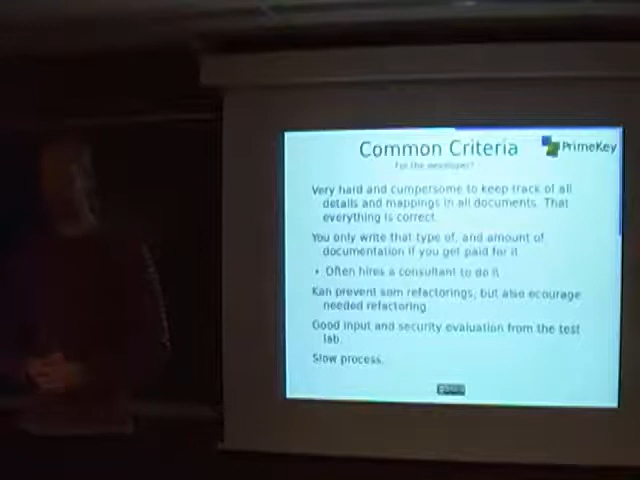 Common Criteria
PrimeKey
For the developer?
Very hard and cumpersome to keep track of all
details and mappings in all documents. That
everything is correct.
You only write that type of, and amount of
documentation if you get paid for it
• Often hires a consultant to do it
Kan prevent som refactorings, but also ecourage
needed refactoring
Good input and security evaluation from the test
lab.
Slow process.